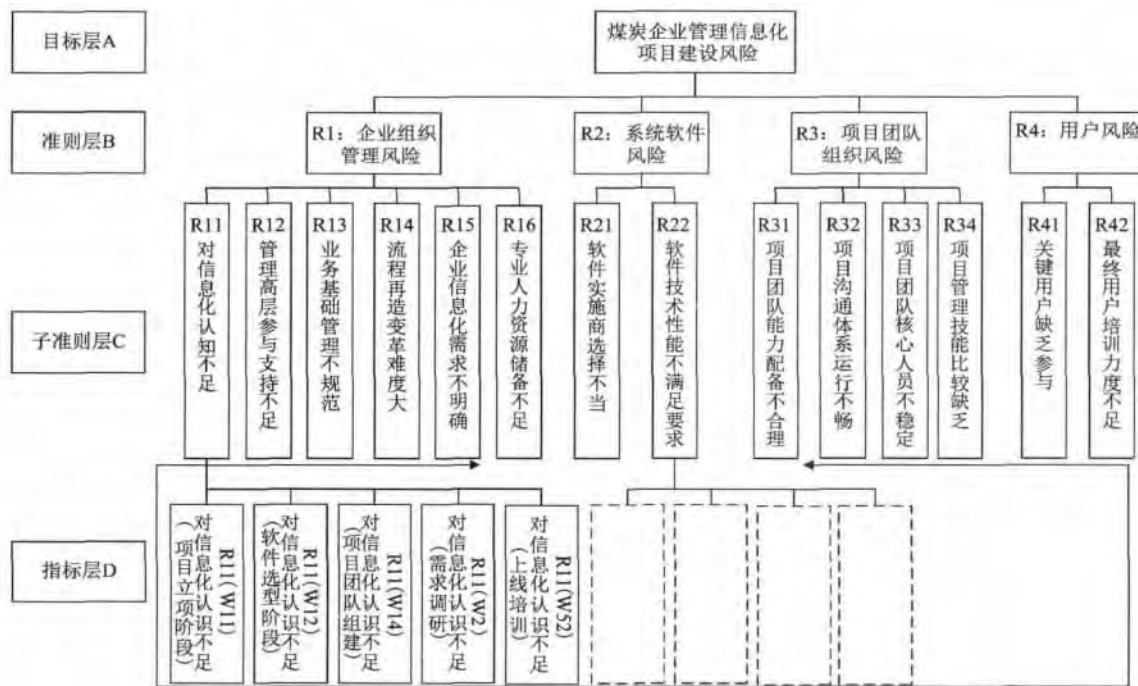 目标层A
煤炭企业管理信息化
项目建设风险
准则层B
R1：企业组织
管理风险
R2：系统软件
风险
R3：项目团队
组织风险
R4：用户风险
子准则层C
R11
对信息化认知不足
R12
管理高层参与支持不足
R13
业务基础管理不规范
R14
流程再造变革难度大
R15
企业信息化需求不明确
R16
专业人力资源储备不足
R21
软件实施商选择不当
R22
软件技术性能不满足要求
R31
项目团队能力配备不合理
R32
项目沟通体系运行不畅
R33
项目团队核心人员不稳定
R34
项目管理技能比较缺乏
R41
关键用户缺乏参与
R42
最终用户培训力度不足
指标层D
R11(W11)
对信息化认识不足
(项目立项阶段)
R11(W12)
对信息化认识不足
(软件选型阶段)
R11(W14)
对信息化认识不足
(项目团队组建)
R11(W2)
对信息化认识不足
(需求调研)
R11(W52)
对信息化认识不足
(上线培训)